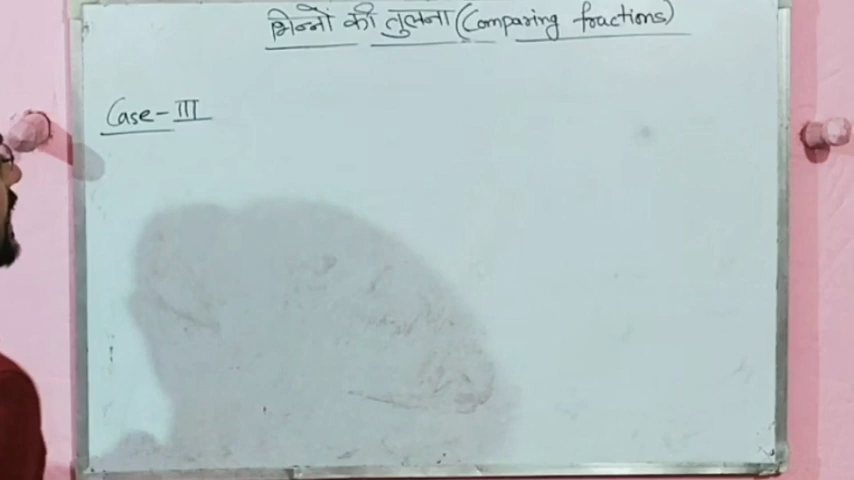 भिन्नों की तुलना (Comparing fractions)
Case - III